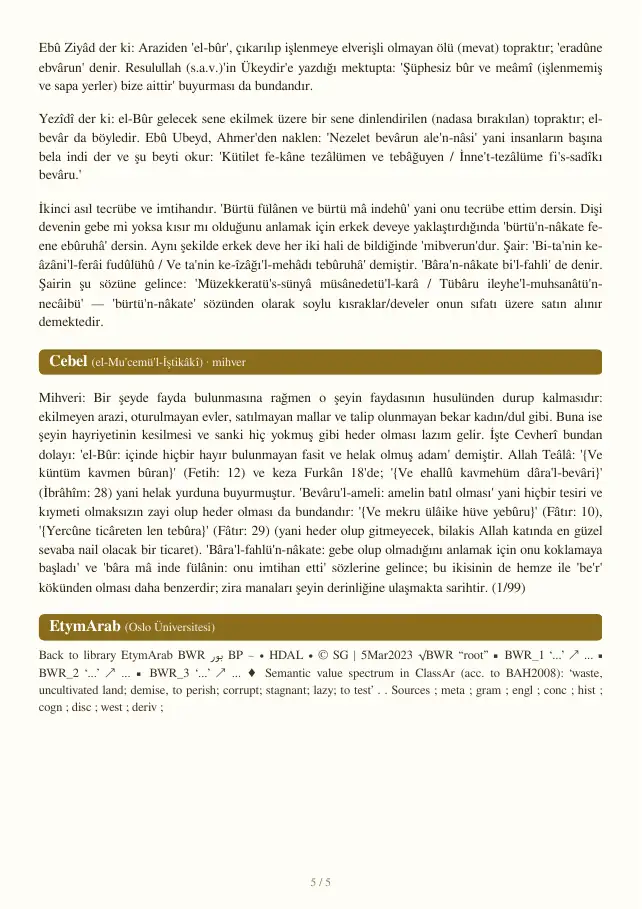 Ebû Ziyâd der ki: Araziden 'el-bûr', çıkarılıp işlenmeye elverişli olmayan ölü (mevat) topraktır; 'eradûne
ebvârun' denir. Resulullah (s.a.v.)'in Ükeydir'e yazdığı mektupta: 'Şüphesiz bûr ve meâmî (işlenmemiş
ve sapa yerler) bize aittir' buyurması da bundandır.
Yezîdî der ki: el-Bûr gelecek sene ekilmek üzere bir sene dinlendirilen (nadasa bırakılan) topraktır; el-
bevâr da böyledir. Ebû Ubeyd, Ahmer'den naklen: 'Nezelet bevârun ale'n-nâsi' yani insanların başına
bela indi der ve şu beyti okur: 'Kütilet fe-kâne tezâlümen ve tebâğuyen / İnne't-tezâlüme fi's-sadîkı
bevâru.'
İkinci asıl tecrübe ve imtihandır. 'Bürtü fülânen ve bürtü mâ indehû' yani onu tecrübe ettim dersin. Dişi
devenin gebe mi yoksa kısır mı olduğunu anlamak için erkek deveye yaklaştırdığında 'bürtü'n-nâkate fe-
ene ebûruhâ' dersin. Aynı şekilde erkek deve her iki hali de bildiğinde 'mibverun'dur. Şair: 'Bi-ta'nin ke-
âzâni'l-ferâi fudûlühû / Ve ta'nin ke-îzâğı'l-mehâdı tebûruhâ' demiştir. 'Bâra'n-nâkate bi'l-fahli' de denir.
Şairin şu sözüne gelince: 'Müzekkeratü's-sünyâ müsânedetü'l-karâ / Tübâru ileyhe'l-muhsanâtü'n-
necâibü' — 'bürtü'n-nâkate' sözünden olarak soylu kısraklar/develer onun sıfatı üzere satın alınır
demektedir.
Cebel (el-Mu'cemü'l-İştikâkî) · mihver
Mihveri: Bir şeyde fayda bulunmasına rağmen o şeyin faydasının husulünden durup kalmasıdır:
ekilmeyen arazi, oturulmayan evler, satılmayan mallar ve talip olunmayan bekar kadın/dul gibi. Buna ise
şeyin hayriyetinin kesilmesi ve sanki hiç yokmuş gibi heder olması lazım gelir. İşte Cevherî bundan
dolayı: 'el-Bûr: içinde hiçbir hayır bulunmayan fasit ve helak olmuş adam' demiştir. Allah Teâlâ: '{Ve
küntüm kavmen bûran}' (Fetih: 12) ve keza Furkân 18'de; '{Ve ehallû kavmehüm dâra'l-bevâri}'
(İbrâhîm: 28) yani helak yurduna buyurmuştur. 'Bevâru'l-ameli: amelin batıl olması' yani hiçbir tesiri ve
kıymeti olmaksızın zayi olup heder olması da bundandır: '{Ve mekru ülâike hüve yebûru}' (Fâtır: 10),
'{Yercûne ticâreten len tebûra}' (Fâtır: 29) (yani heder olup gitmeyecek, bilakis Allah katında en güzel
sevaba nail olacak bir ticaret). 'Bâra'l-fahlü'n-nâkate: gebe olup olmadığını anlamak için onu koklamaya
başladı' ve 'bâra mâ inde fülânin: onu imtihan etti' sözlerine gelince; bu ikisinin de hemze ile 'be'r'
kökünden olması daha benzerdir; zira manaları şeyin derinliğine ulaşmakta sarihtir. (1/99)
EtymArab (Oslo Üniversitesi)
Back to library EtymArab BWR بور BP – • HDAL • © SG | 5Mar2023 √BWR “root” ▪ BWR_1 ‘...’ ↗ ... ▪
BWR_2 ‘...’ ↗ ... ▪ BWR_3 ‘...’ ↗ ... ♦ Semantic value spectrum in ClassAr (acc. to BAH2008): ‘waste,
uncultivated land; demise, to perish; corrupt; stagnant; lazy; to test’ . . Sources ; meta ; gram ; engl ; conc ; hist ;
cogn ; disc ; west ; deriv ;
5 / 5